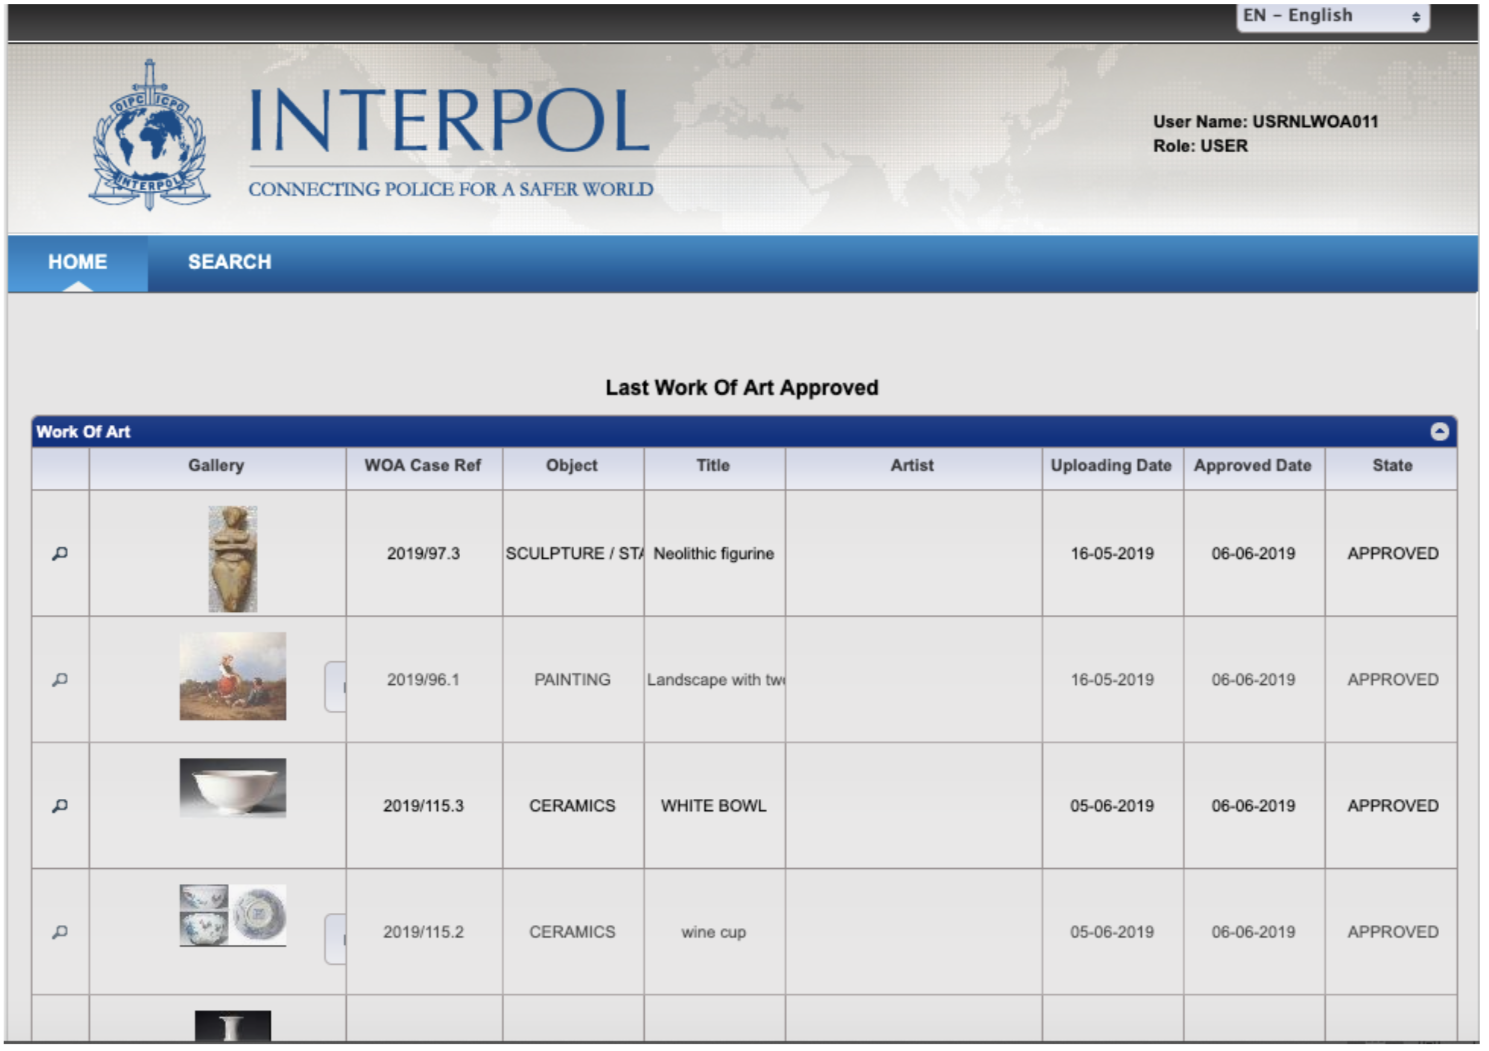 EN – English
OIPC ICPO
INTERPOL
INTERPOL
CONNECTING POLICE FOR A SAFER WORLD
User Name: USRNLWOA011
Role: USER
HOME SEARCH
Last Work Of Art Approved
Work Of Art
Gallery WOA Case Ref Object Title Artist Uploading Date Approved Date State
2019/97.3 SCULPTURE / STA Neolithic figurine 16-05-2019 06-06-2019 APPROVED
2019/96.1 PAINTING Landscape with two 16-05-2019 06-06-2019 APPROVED
2019/115.3 CERAMICS WHITE BOWL 05-06-2019 06-06-2019 APPROVED
2019/115.2 CERAMICS wine cup 05-06-2019 06-06-2019 APPROVED